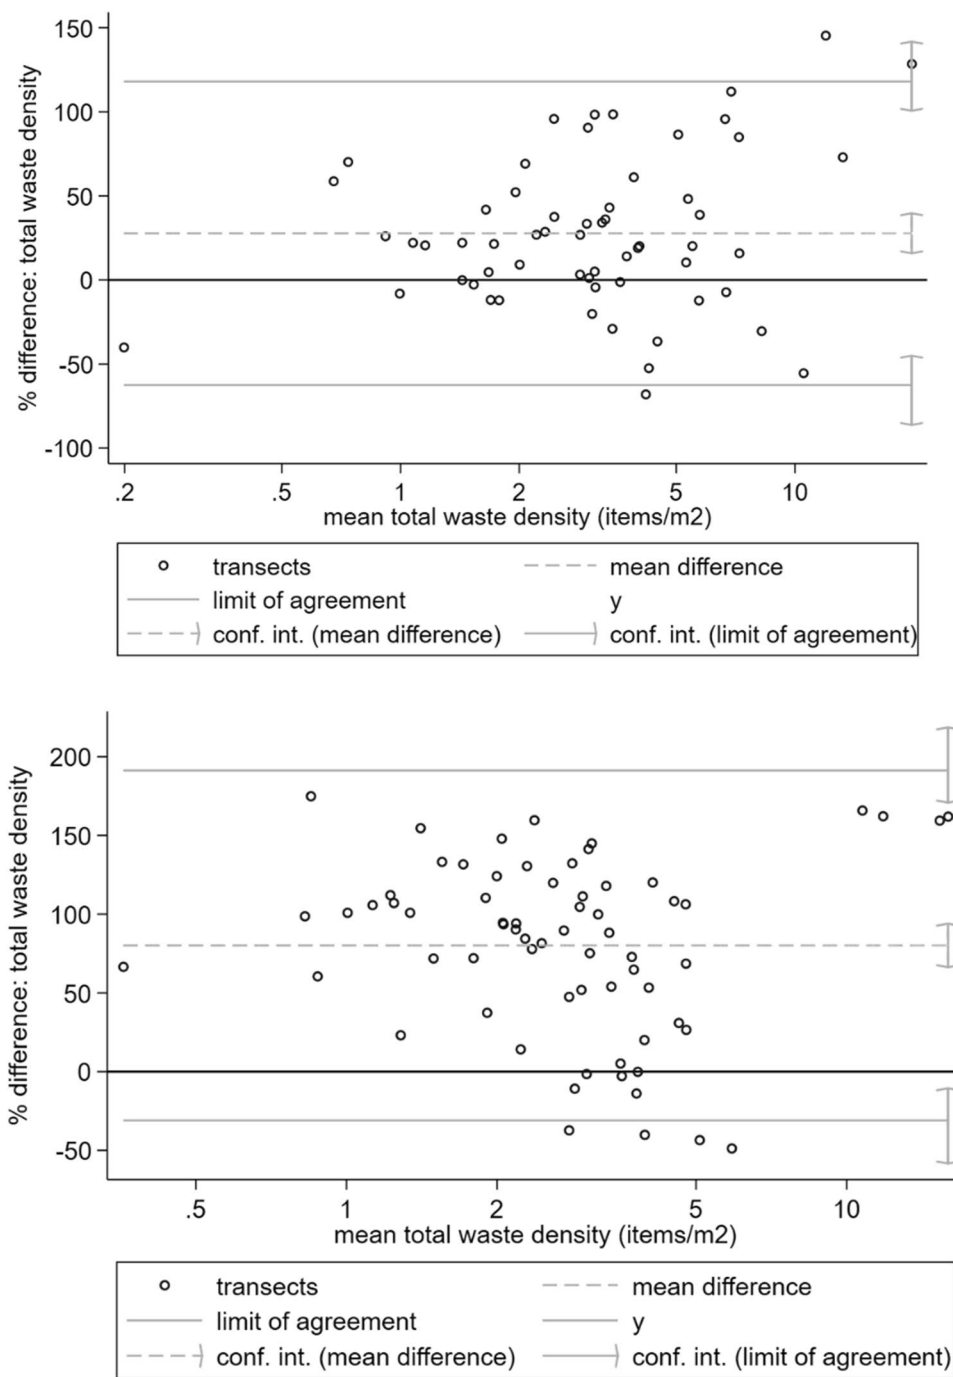 % difference: total waste density
150
100
50
0
-50
-100
.2 .5 1 2 5 10
mean total waste density (items/m2)
transects mean difference
limit of agreement y
conf. int. (mean difference) conf. int. (limit of agreement)
% difference: total waste density
200
150
100
50
0
-50
.5 1 2 5 10
mean total waste density (items/m2)
transects mean difference
limit of agreement y
conf. int. (mean difference) conf. int. (limit of agreement)